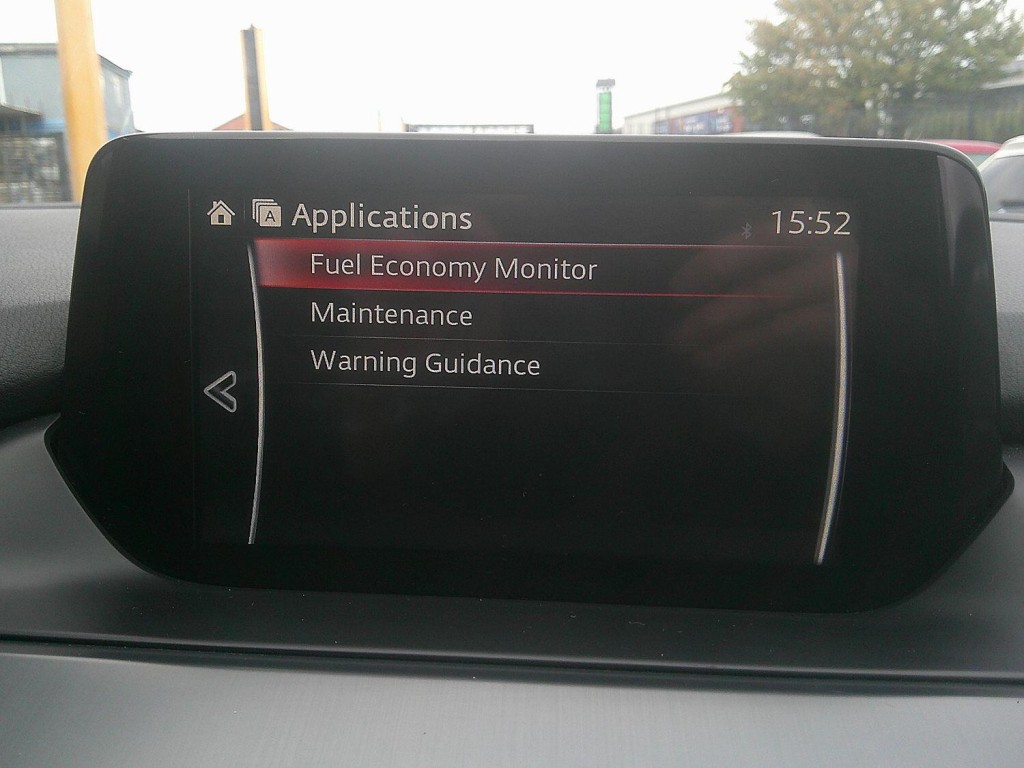 A Applications
15:52
Fuel Economy Monitor
Maintenance
Warning Guidance